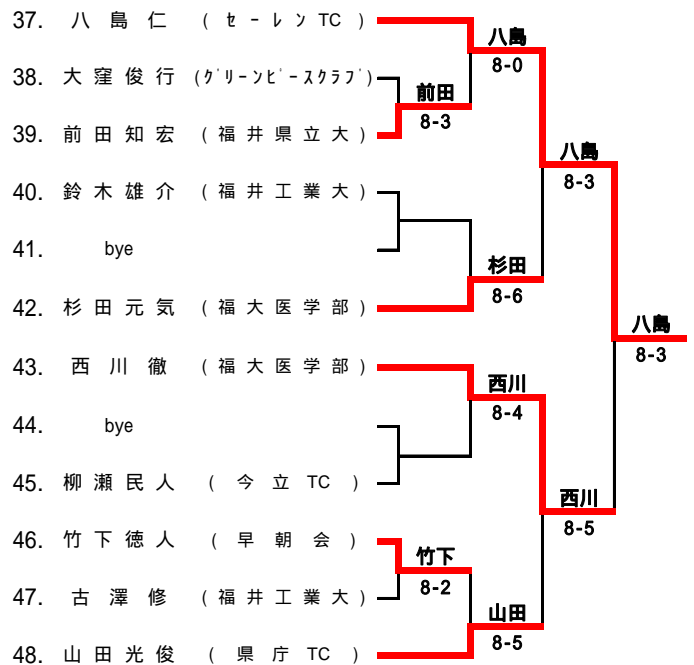 37. 八島仁 (セーレンTC)
八島
8-0
38. 大窪俊行 (グリーンピースクラブ)
前田
8-3
39. 前田知宏 (福井県立大)
八島
8-3
40. 鈴木雄介 (福井工業大)
41. bye
杉田
8-6
42. 杉田元気 (福大医学部)
八島
8-3
43. 西川徹 (福大医学部)
西川
8-4
44. bye
45. 柳瀬民人 (今立TC)
西川
8-5
46. 竹下徳人 (早朝会)
竹下
8-2
47. 古澤修 (福井工業大)
山田
8-5
48. 山田光俊 (県庁TC)